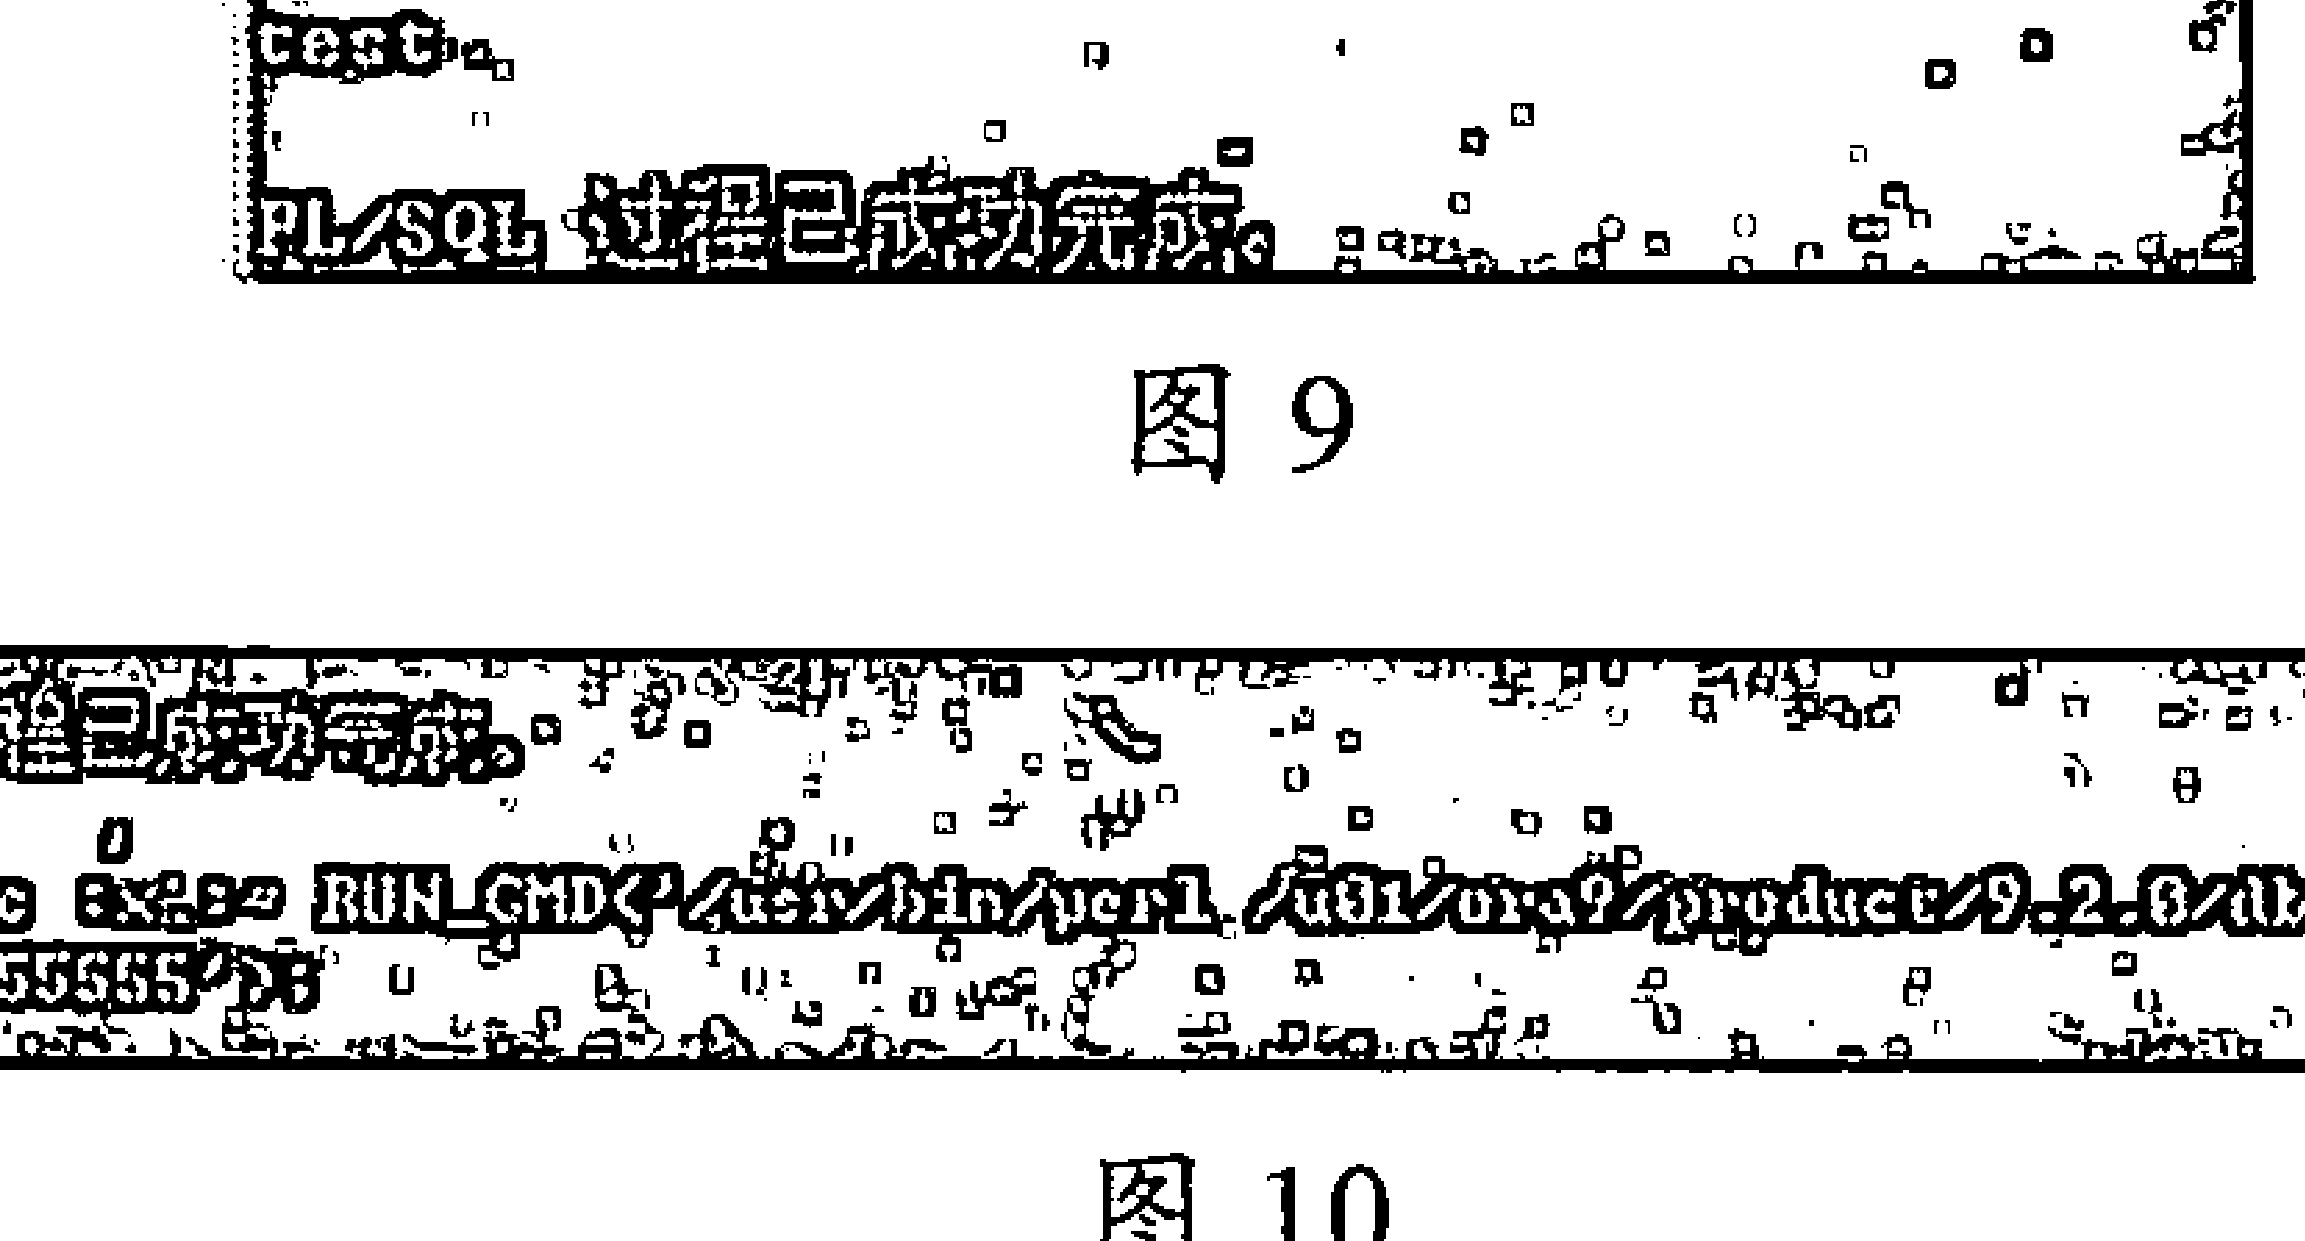 test
PL/SQL 过程已成功完成。
图 9
程已成功完成。
RUN_CMD('/usr/bin/ /u01/ora9/product/9.2.0/
55555');
图 10